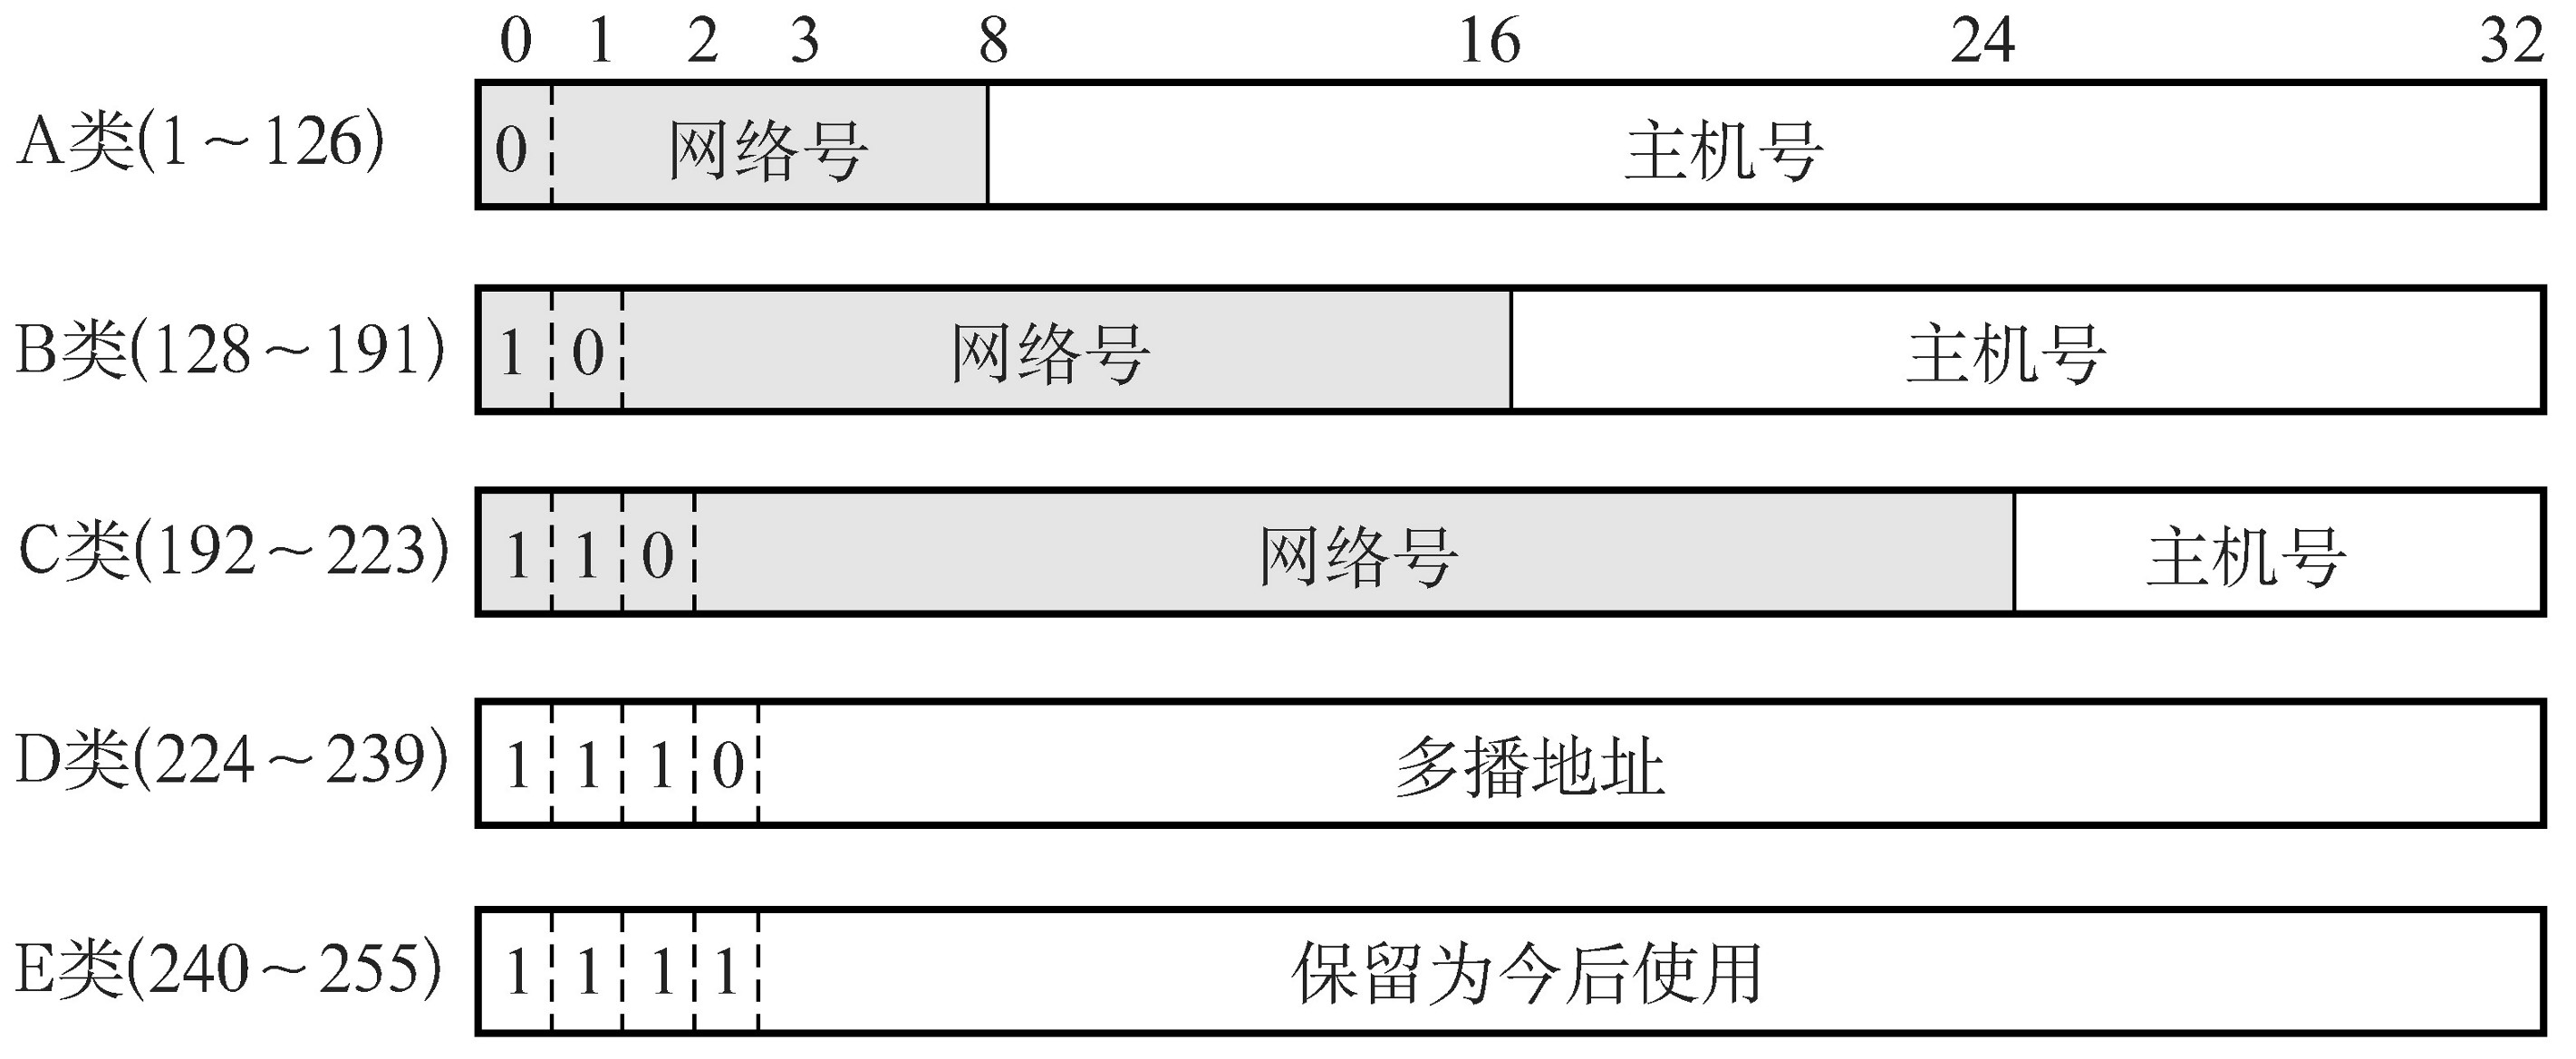 0 1 2 3 8 16 24 32
A类(1～126) 0 网络号 主机号
B类(128～191) 1 0 网络号 主机号
C类(192～223) 1 1 0 网络号 主机号
D类(224～239) 1 1 1 0 多播地址
E类(240～255) 1 1 1 1 保留为今后使用